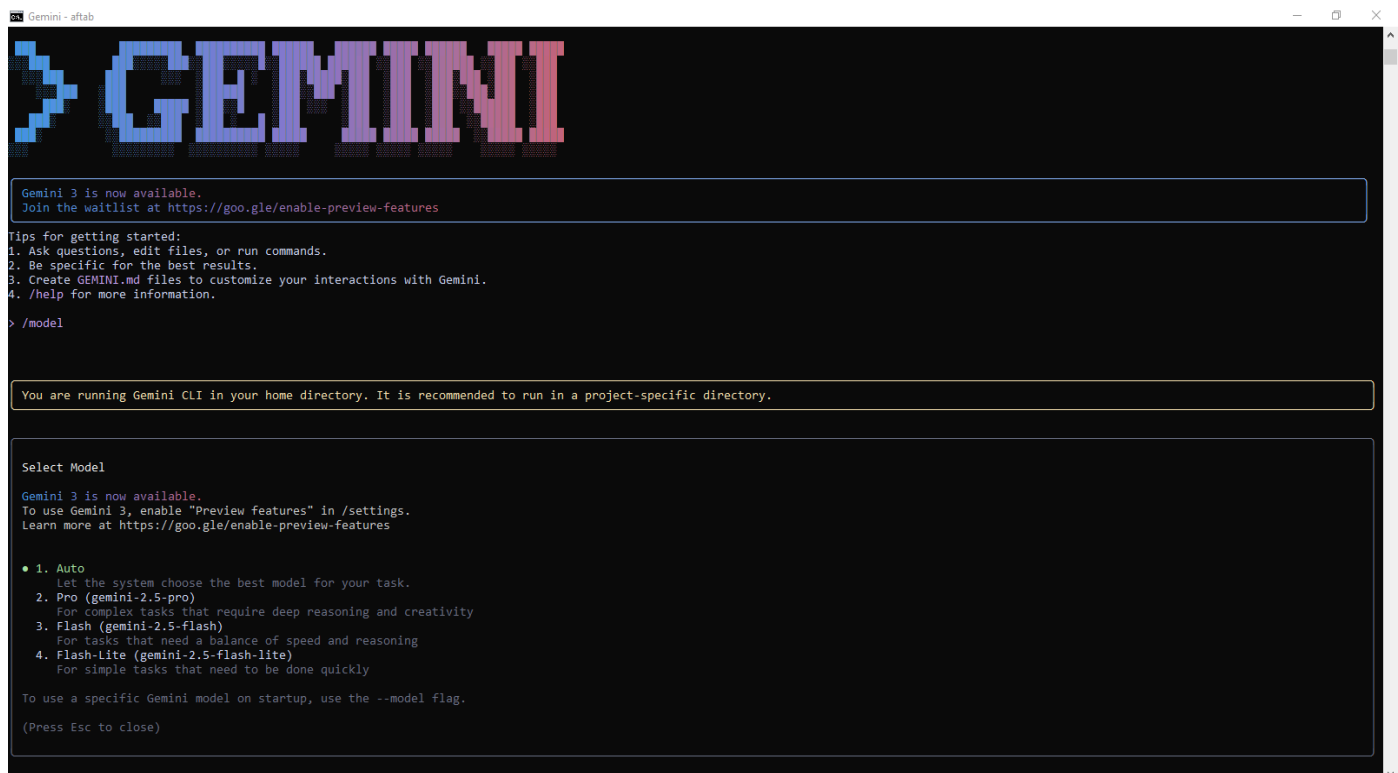 Gemini - aftab
> GEMINI
Gemini 3 is now available.
Join the waitlist at https://goo.gle/enable-preview-features
Tips for getting started:
1. Ask questions, edit files, or run commands.
2. Be specific for the best results.
3. Create GEMINI.md files to customize your interactions with Gemini.
4. /help for more information.
> /model
You are running Gemini CLI in your home directory. It is recommended to run in a project-specific directory.
Select Model
Gemini 3 is now available.
To use Gemini 3, enable "Preview features" in /settings.
Learn more at https://goo.gle/enable-preview-features
● 1. Auto
Let the system choose the best model for your task.
2. Pro (gemini-2.5-pro)
For complex tasks that require deep reasoning and creativity
3. Flash (gemini-2.5-flash)
For tasks that need a balance of speed and reasoning
4. Flash-Lite (gemini-2.5-flash-lite)
For simple tasks that need to be done quickly
To use a specific Gemini model on startup, use the --model flag.
(Press Esc to close)